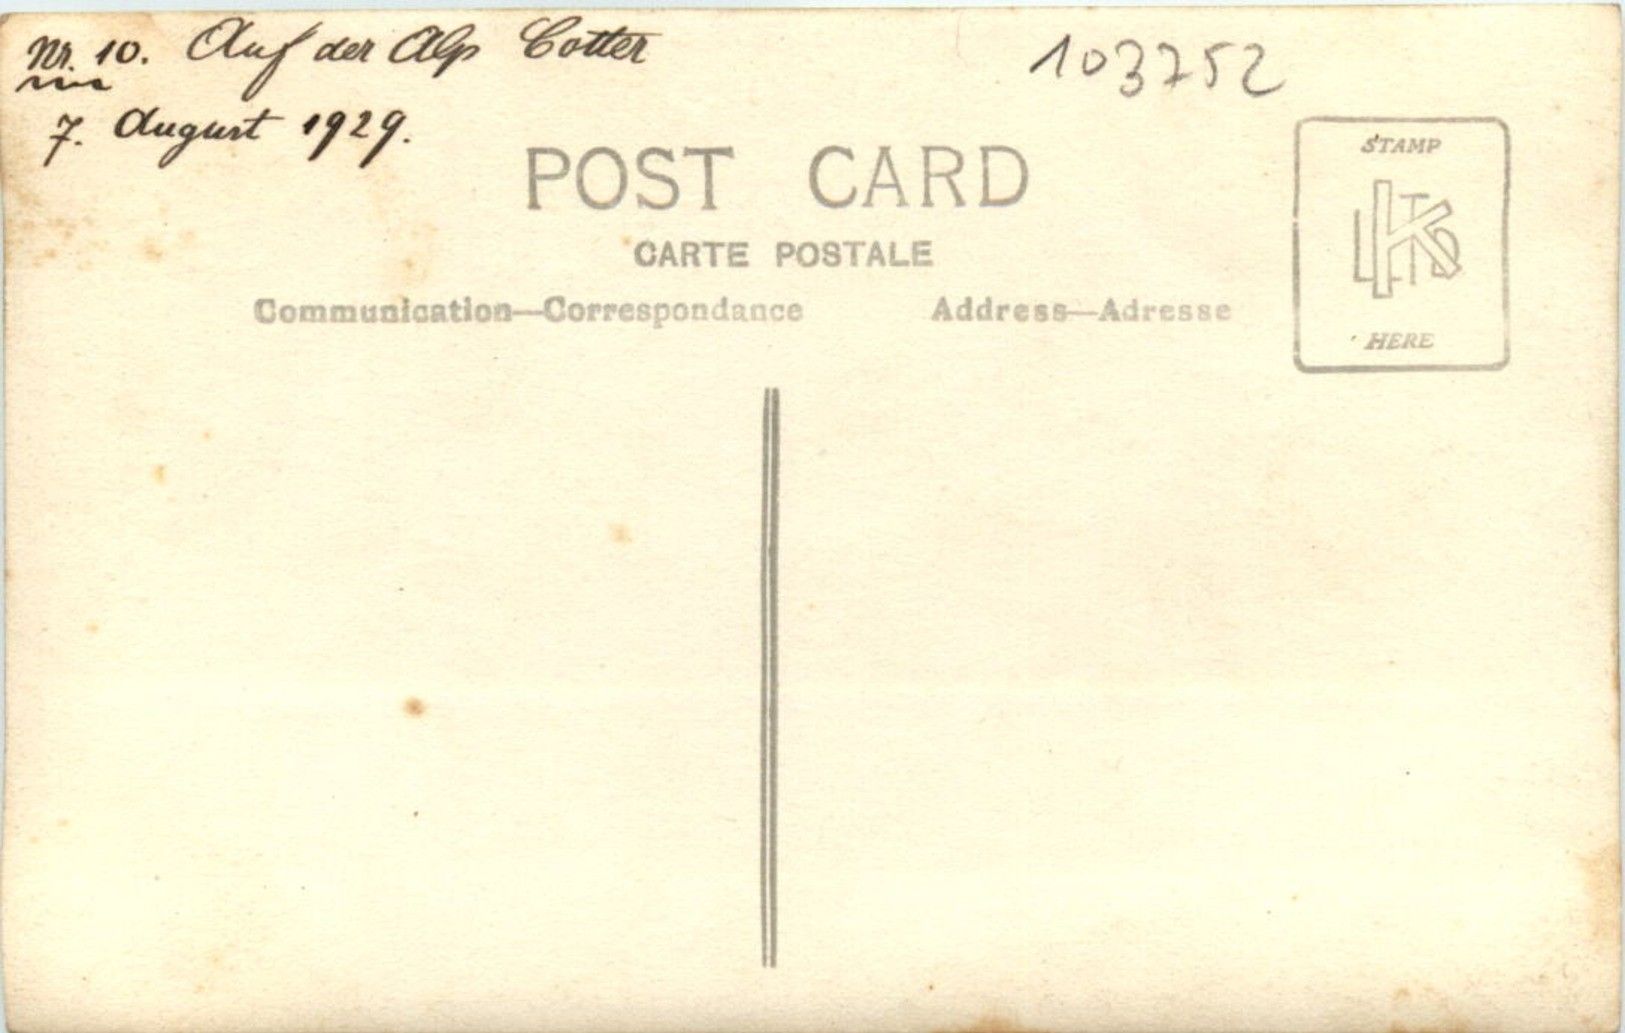 Nr. 10. Auf der Alp Cotter
103752
7. August 1929.
POST CARD
CARTE POSTALE
Communication—Correspondance
Address—Adresse
STAMP
HERE